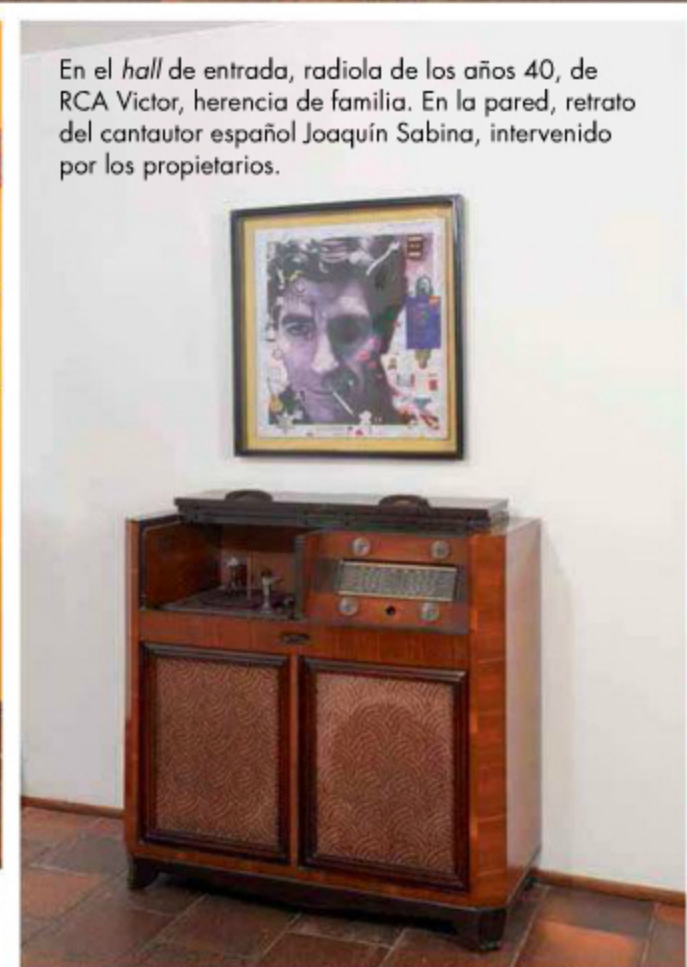 En el hall de entrada, radiola de los años 40, de
RCA Victor, herencia de familia. En la pared, retrato
del cantautor español Joaquín Sabina, intervenido
por los propietarios.